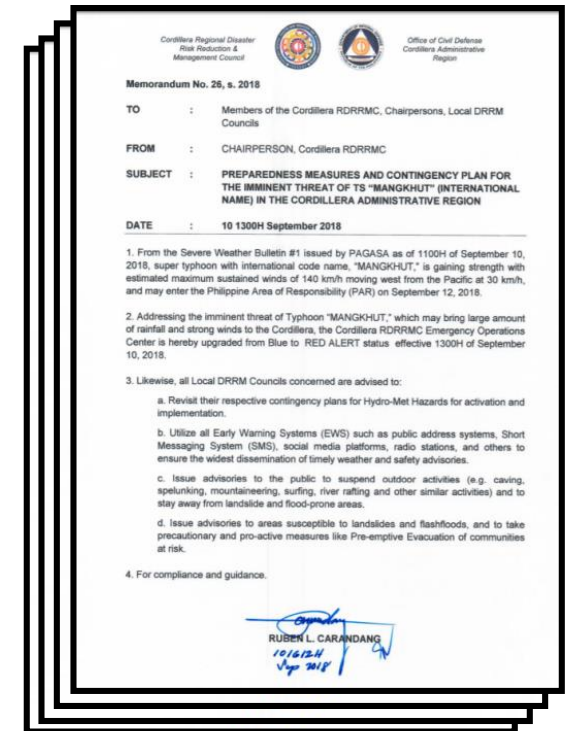 Cordillera Regional Disaster
Risk Reduction &
Management Council
Office of Civil Defense
Cordillera Administrative
Region
Memorandum No. 26, s. 2018
TO : Members of the Cordillera RDRRMC, Chairpersons, Local DRRM
Councils
FROM : CHAIRPERSON, Cordillera RDRRMC
SUBJECT : PREPAREDNESS MEASURES AND CONTINGENCY PLAN FOR
THE IMMINENT THREAT OF TS “MANGKHUT” (INTERNATIONAL
NAME) IN THE CORDILLERA ADMINISTRATIVE REGION
DATE : 10 1300H September 2018
1. From the Severe Weather Bulletin #1 issued by PAGASA as of 1100H of September 10,
2018, super typhoon with international code name, “MANGKHUT,” is gaining strength with
estimated maximum sustained winds of 140 km/h moving west from the Pacific at 30 km/h,
and may enter the Philippine Area of Responsibility (PAR) on September 12, 2018.
2. Addressing the imminent threat of Typhoon “MANGKHUT,” which may bring large amount
of rainfall and strong winds to the Cordillera, the Cordillera RDRRMC Emergency Operations
Center is hereby upgraded from Blue to RED ALERT status effective 1300H of September
10, 2018.
3. Likewise, all Local DRRM Councils concerned are advised to:
a. Revisit their respective contingency plans for Hydro-Met Hazards for activation and
implementation.
b. Utilize all Early Warning Systems (EWS) such as public address systems, Short
Messaging System (SMS), social media platforms, radio stations, and others to
ensure the widest dissemination of timely weather and safety advisories.
c. Issue advisories to the public to suspend outdoor activities (e.g. caving,
spelunking, mountaineering, surfing, river rafting and other similar activities) and to
stay away from landslide and flood-prone areas.
d. Issue advisories to areas susceptible to landslides and flashfloods, and to take
precautionary and pro-active measures like Pre-emptive Evacuation of communities
at risk.
4. For compliance and guidance.
RUBEN L. CARANDANG
101612H
Sep 2018